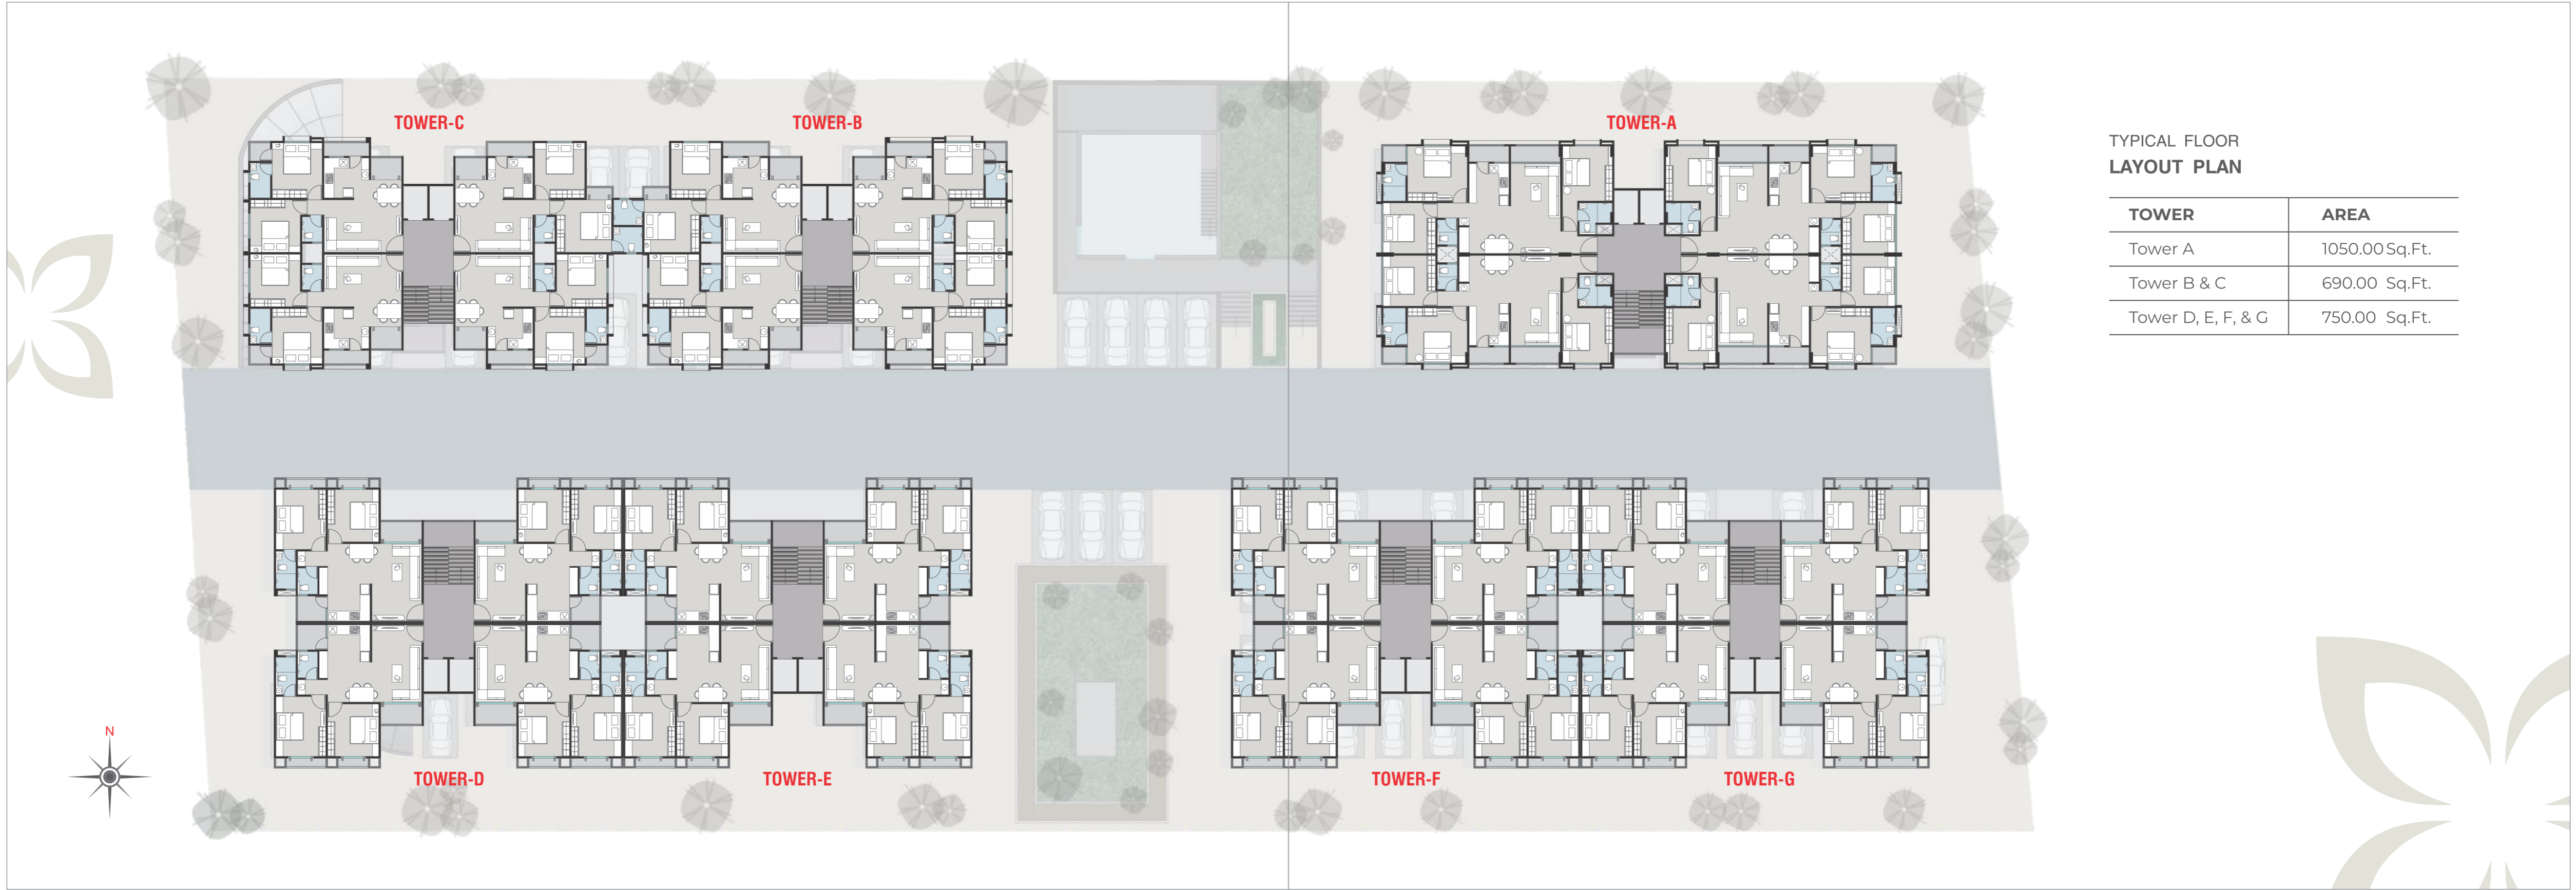 TOWER-C
TOWER-B
TOWER-A
TYPICAL FLOOR
LAYOUT PLAN
TOWER AREA
Tower A 1050.00 Sq.Ft.
Tower B & C 690.00 Sq.Ft.
Tower D, E, F, & G 750.00 Sq.Ft.
N
TOWER-D
TOWER-E
TOWER-F
TOWER-G